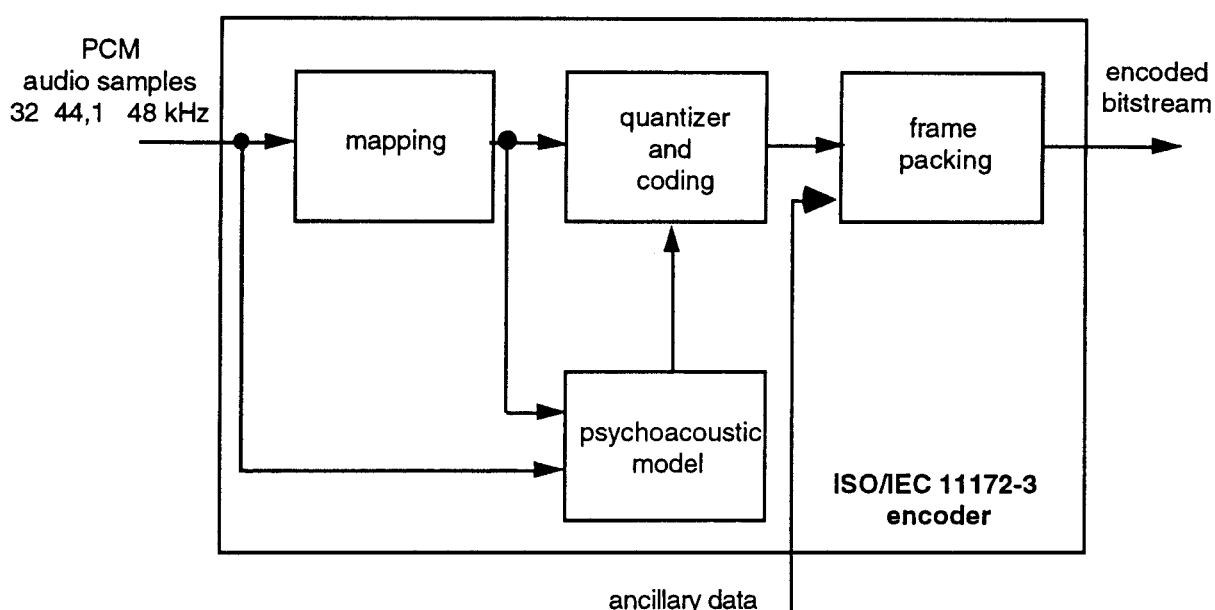 PCM
audio samples
32 44,1 48 kHz
mapping
quantizer
and
coding
frame
packing
encoded
bitstream
psychoacoustic
model
ISO/IEC 11172-3
encoder
ancillary data